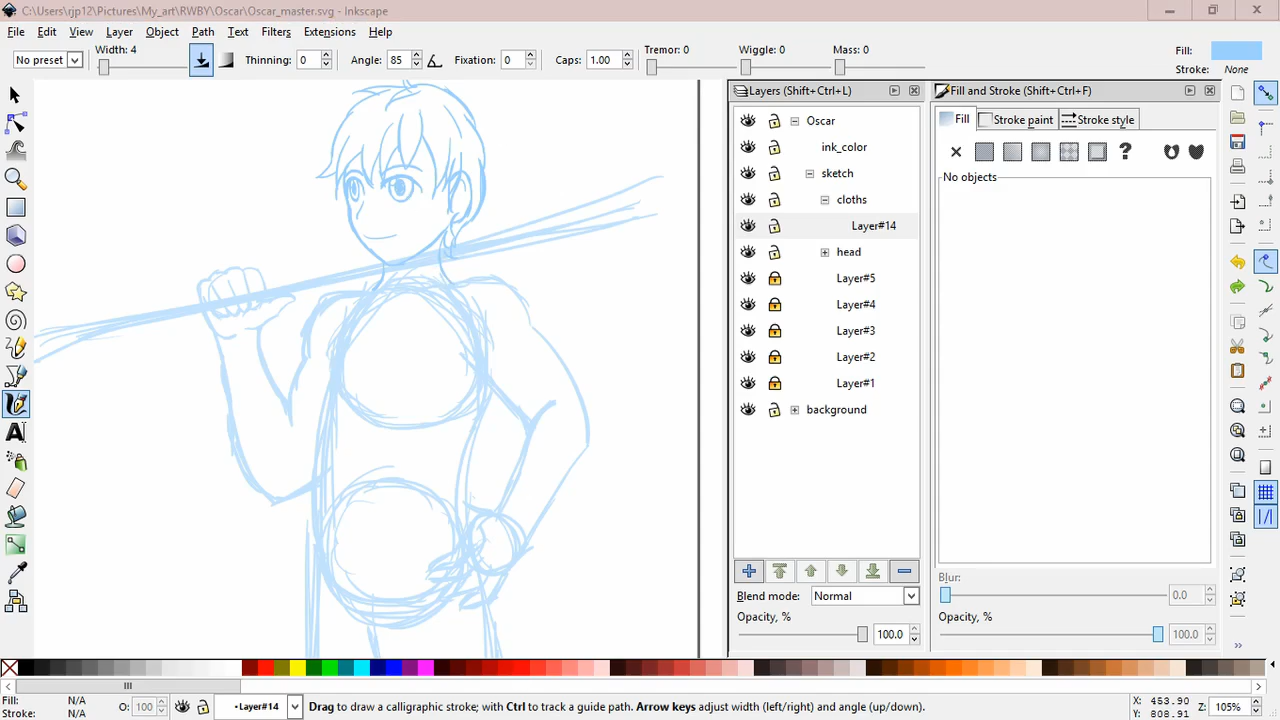 C:\Users\rjp12\Pictures\My_art\RWBY\Oscar\Oscar_master.svg - Inkscape
File Edit View Layer Object Path Text Filters Extensions Help
No preset Width: 4 Thinning: 0 Angle: 85 Fixation: 0 Caps: 1.00 Tremor: 0 Wiggle: 0 Mass: 0 Fill:
Stroke: None
Layers (Shift+Ctrl+L)
Oscar
ink_color
sketch
cloths
Layer#14
head
Layer#5
Layer#4
Layer#3
Layer#2
Layer#1
background
Blend mode: Normal
Opacity, % 100.0
Fill and Stroke (Shift+Ctrl+F)
Fill Stroke paint Stroke style
No objects
Blur:
0.0
Opacity, %
100.0
Fill: N/A
Stroke: N/A
O: 100
•Layer#14
Drag to draw a calligraphic stroke; with Ctrl to track a guide path. Arrow keys adjust width (left/right) and angle (up/down).
X: 453.90
Y: 808.91
Z: 105%